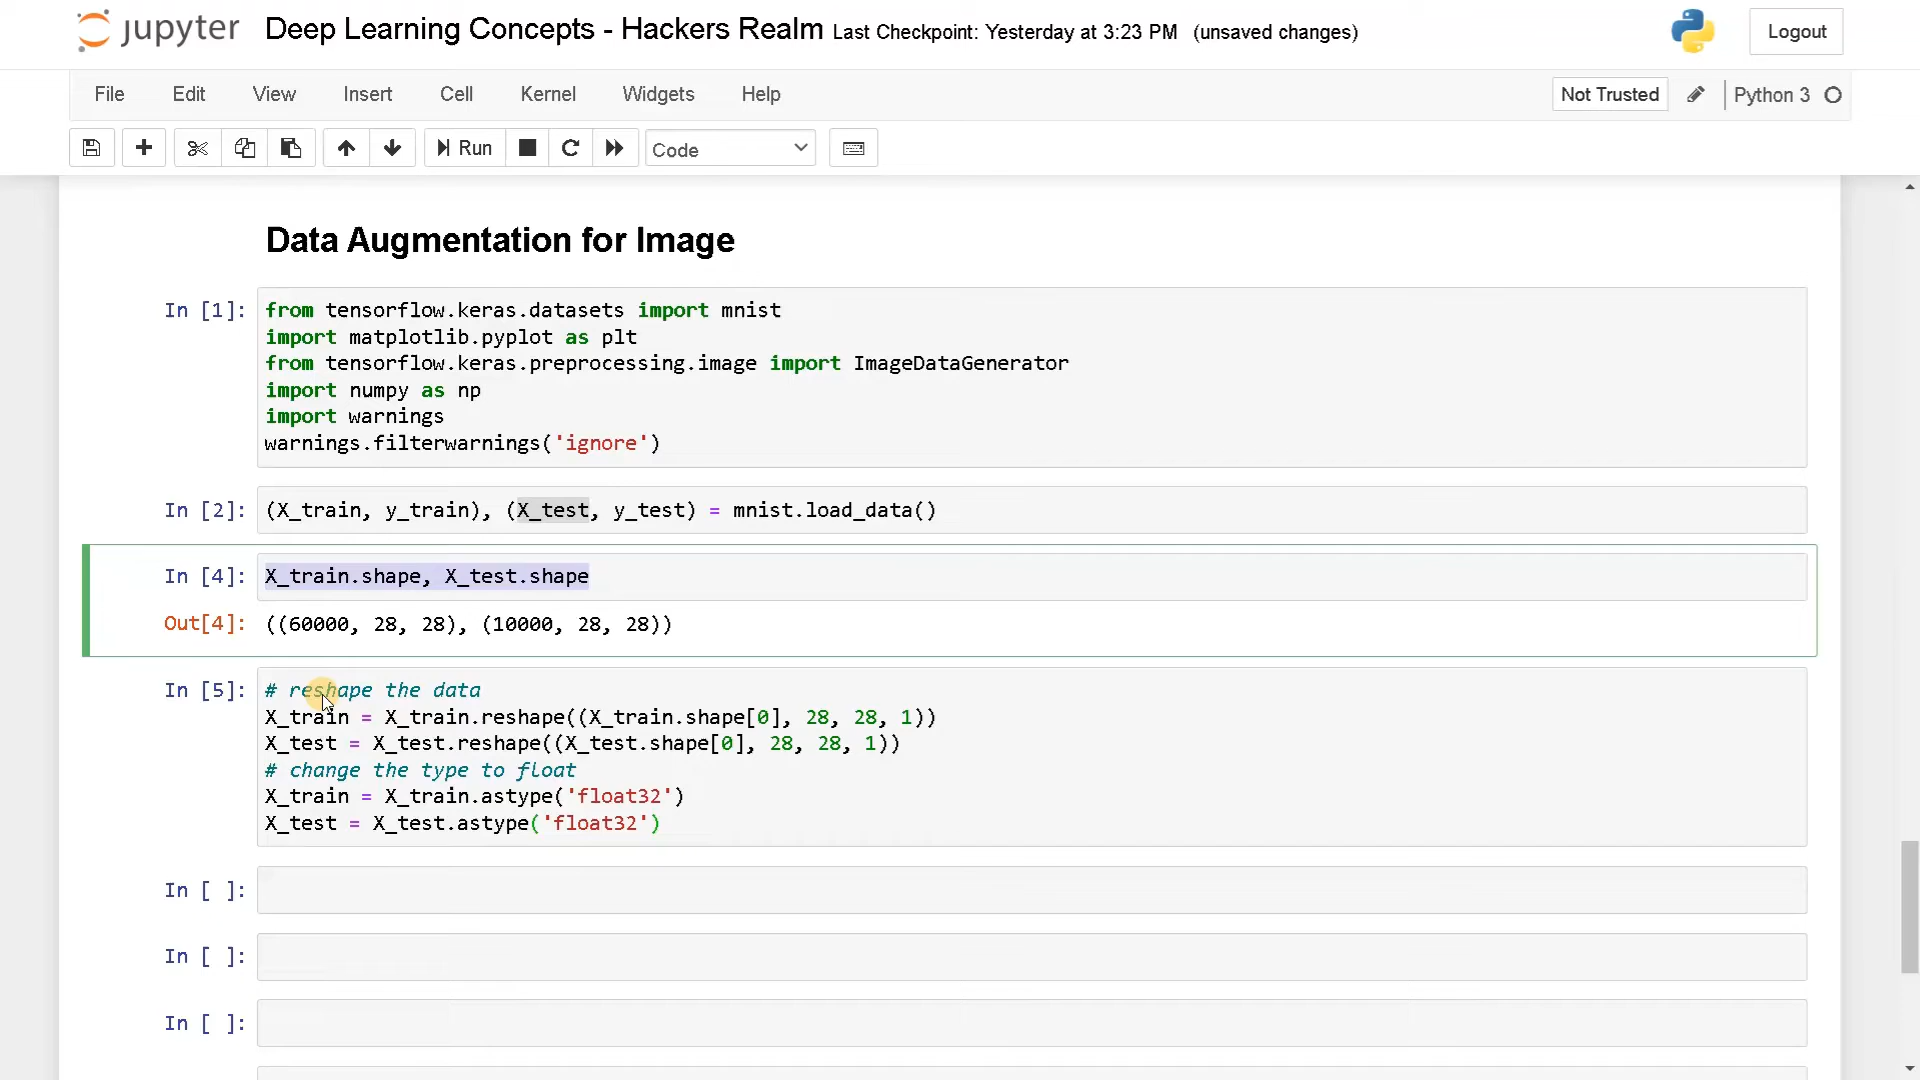 jupyter Deep Learning Concepts - Hackers Realm Last Checkpoint: Yesterday at 3:23 PM (unsaved changes) Logout
File Edit View Insert Cell Kernel Widgets Help Not Trusted Python 3
Run Code
Data Augmentation for Image
In [1]: from tensorflow.keras.datasets import mnist
import matplotlib.pyplot as plt
from tensorflow.keras.preprocessing.image import ImageDataGenerator
import numpy as np
import warnings
warnings.filterwarnings('ignore')
In [2]: (X_train, y_train), (X_test, y_test) = mnist.load_data()
In [4]: X_train.shape, X_test.shape
Out[4]: ((60000, 28, 28), (10000, 28, 28))
In [5]: # reshape the data
X_train = X_train.reshape((X_train.shape[0], 28, 28, 1))
X_test = X_test.reshape((X_test.shape[0], 28, 28, 1))
# change the type to float
X_train = X_train.astype('float32')
X_test = X_test.astype('float32')
In [ ]:
In [ ]:
In [ ]: